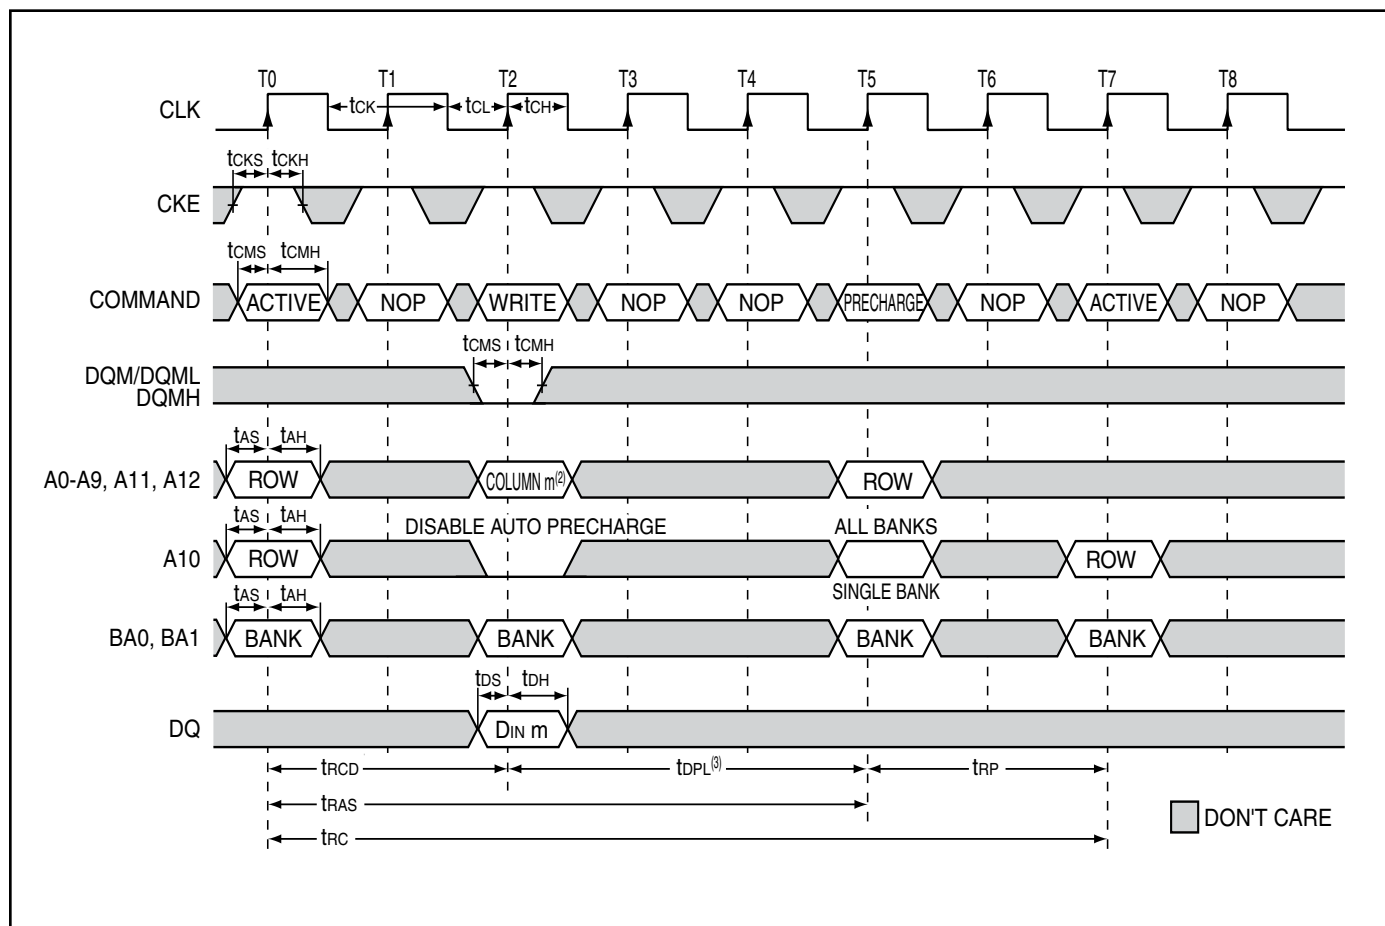 T0 T1 T2 T3 T4 T5 T6 T7 T8
CLK tCK tCL tCH
tCKS tCKH
CKE
tCMS tCMH
COMMAND ACTIVE NOP WRITE NOP NOP PRECHARGE NOP ACTIVE NOP
tCMS tCMH
DQM/DQML
DQMH
tAS tAH
A0-A9, A11, A12 ROW COLUMN m(2) ROW
tAS tAH DISABLE AUTO PRECHARGE ALL BANKS
A10 ROW ROW
SINGLE BANK
tAS tAH
BA0, BA1 BANK BANK BANK BANK
tDS tDH
DQ DIN m
tRCD tDPL(3) tRP
tRAS
DON'T CARE
tRC